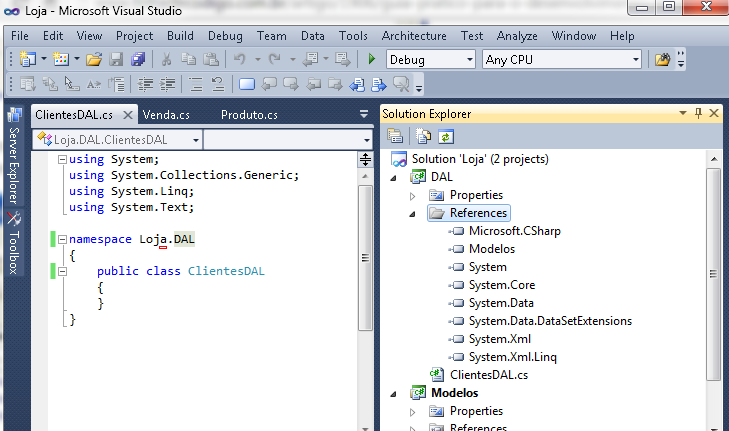 Loja - Microsoft Visual Studio
File Edit View Project Build Debug Team Data Tools Architecture Test Analyze Window Help
Debug Any CPU
ClientesDAL.cs Venda.cs Produto.cs
Loja.DAL.ClientesDAL
using System;
using System.Collections.Generic;
using System.Linq;
using System.Text;
namespace Loja.DAL
{
public class ClientesDAL
{
}
}
Server Explorer
Toolbox
Solution Explorer
Solution 'Loja' (2 projects)
DAL
Properties
References
Microsoft.CSharp
Modelos
System
System.Core
System.Data
System.Data.DataSetExtensions
System.Xml
System.Xml.Linq
ClientesDAL.cs
Modelos
Properties
References